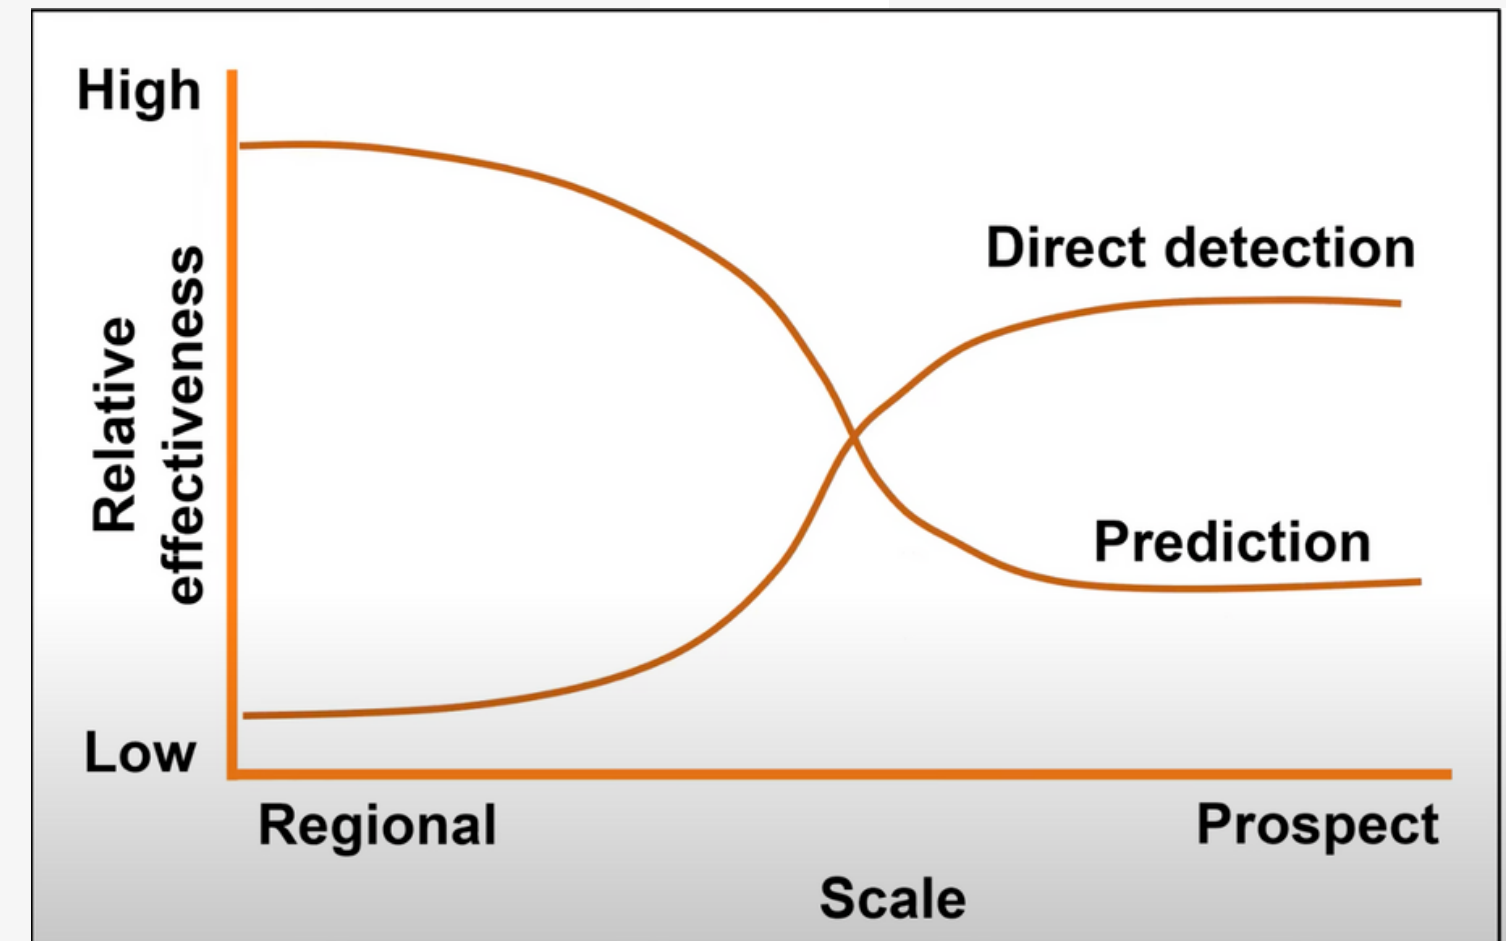 High
Relative
effectiveness
Direct detection
Prediction
Low
Regional
Prospect
Scale